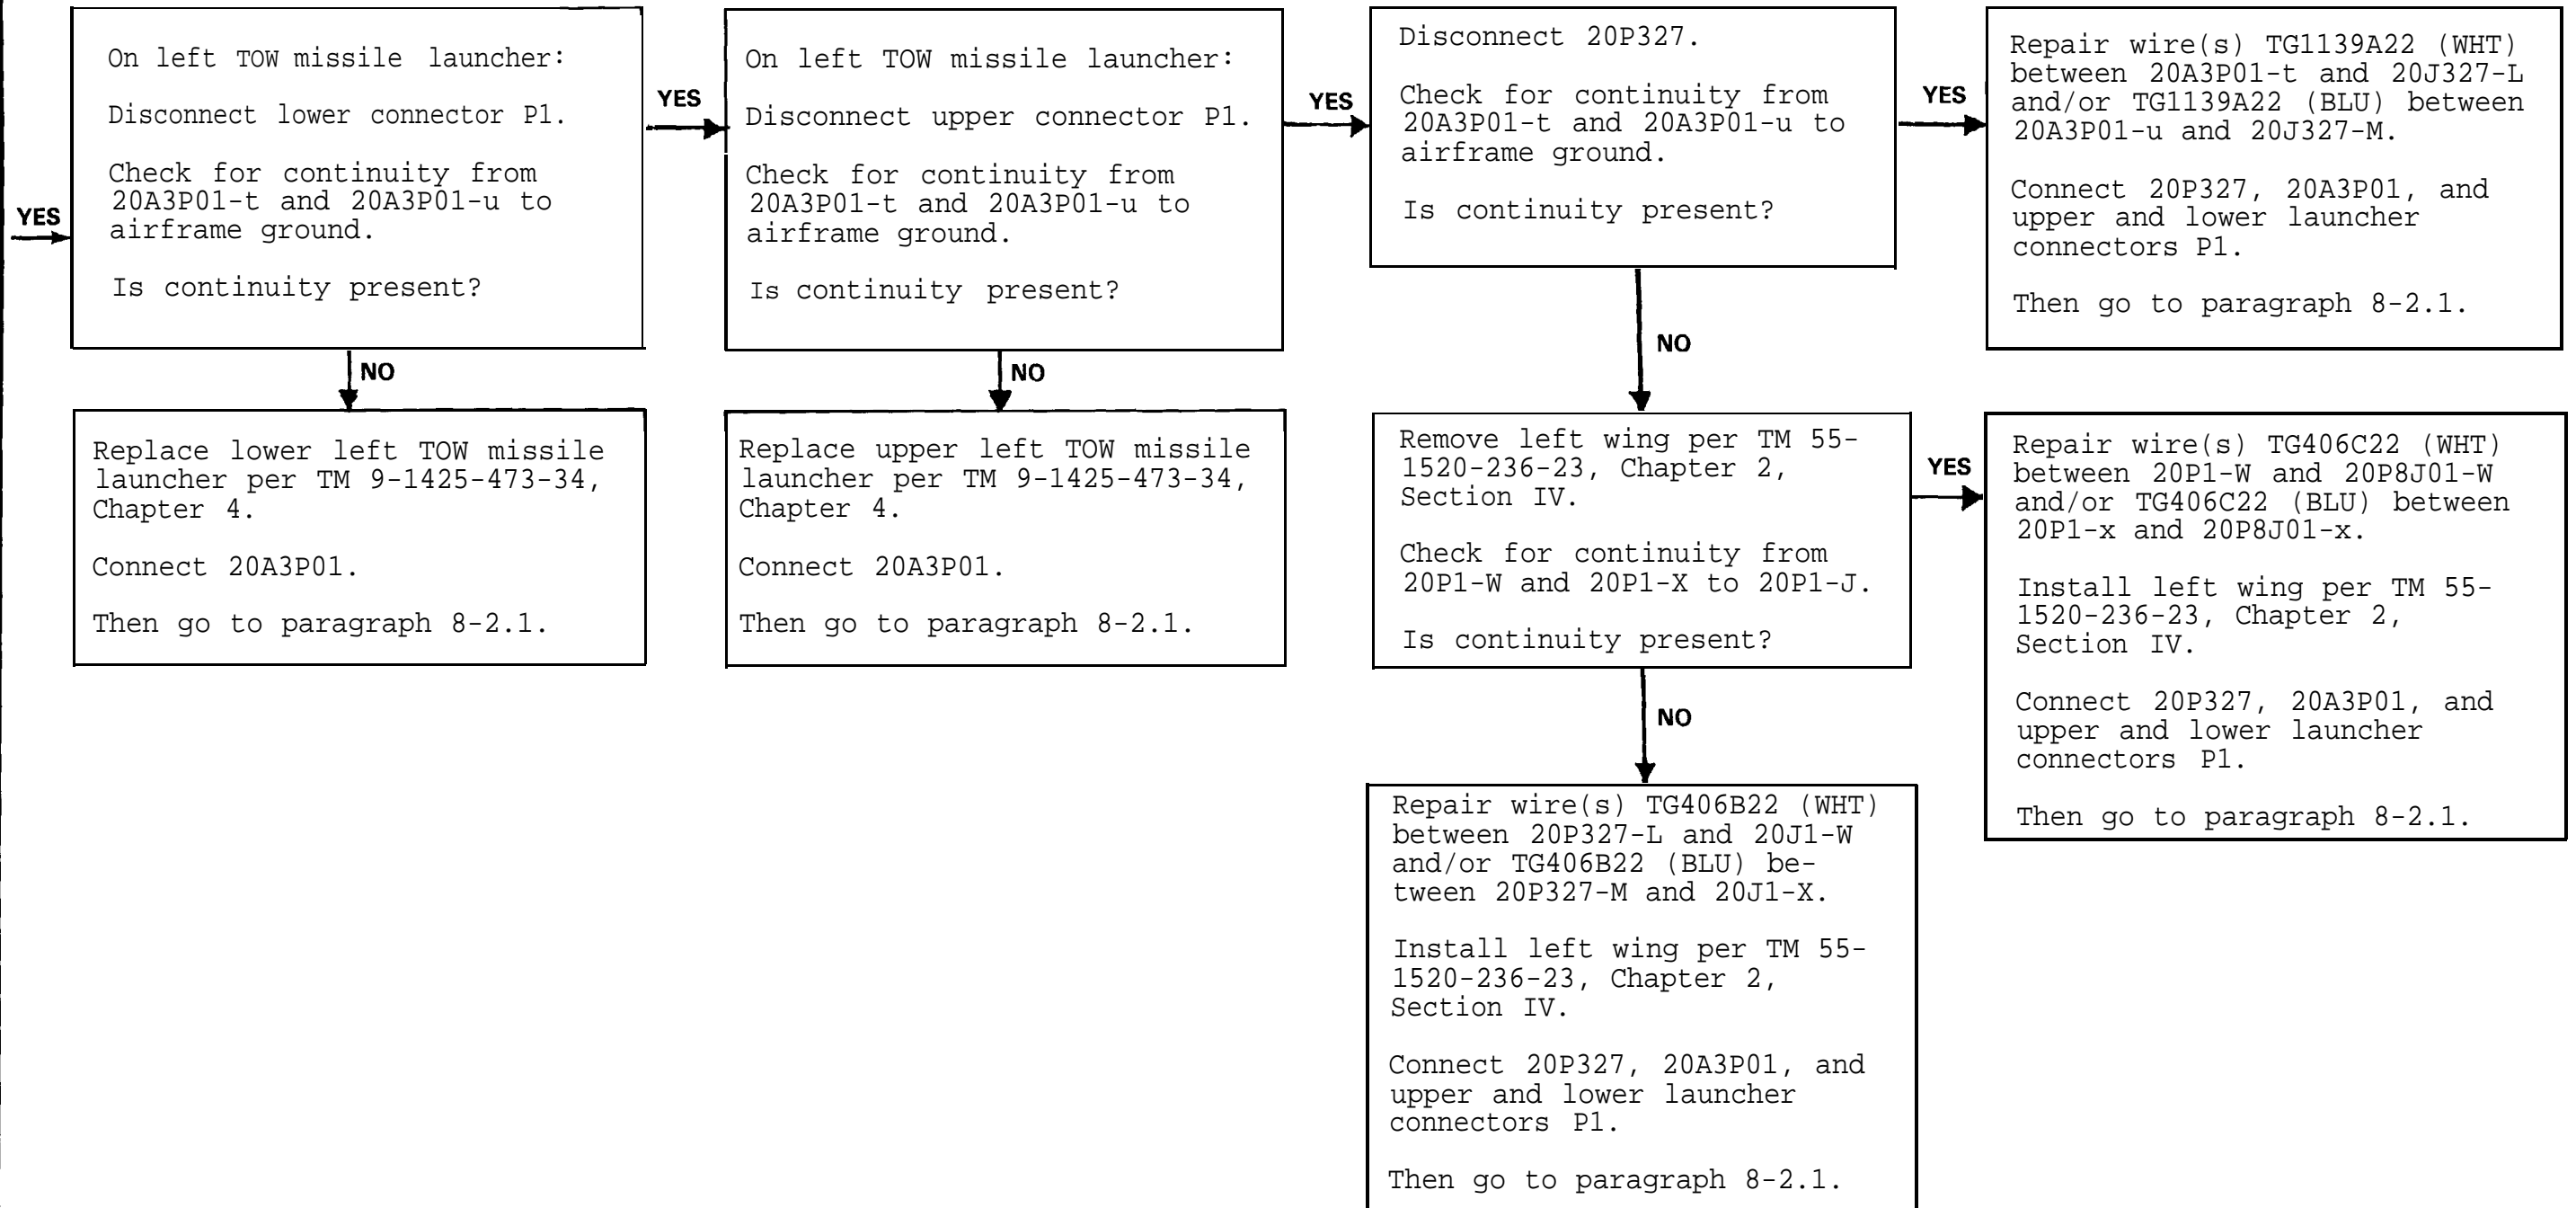 YES
On left TOW missile launcher:
Disconnect lower connector P1.
Check for continuity from
20A3P01-t and 20A3P01-u to
airframe ground.
Is continuity present?
YES
NO
Replace lower left TOW missile
launcher per TM 9-1425-473-34,
Chapter 4.
Connect 20A3P01.
Then go to paragraph 8-2.1.
On left TOW missile launcher:
Disconnect upper connector P1.
Check for continuity from
20A3P01-t and 20A3P01-u to
airframe ground.
Is continuity present?
YES
NO
Replace upper left TOW missile
launcher per TM 9-1425-473-34,
Chapter 4.
Connect 20A3P01.
Then go to paragraph 8-2.1.
Disconnect 20P327.
Check for continuity from
20A3P01-t and 20A3P01-u to
airframe ground.
Is continuity present?
YES
NO
Repair wire(s) TG1139A22 (WHT)
between 20A3P01-t and 20J327-L
and/or TG1139A22 (BLU) between
20A3P01-u and 20J327-M.
Connect 20P327, 20A3P01, and
upper and lower launcher
connectors P1.
Then go to paragraph 8-2.1.
Remove left wing per TM 55-
1520-236-23, Chapter 2,
Section IV.
Check for continuity from
20P1-W and 20P1-X to 20P1-J.
Is continuity present?
YES
NO
Repair wire(s) TG406C22 (WHT)
between 20P1-W and 20P8J01-W
and/or TG406C22 (BLU) between
20P1-x and 20P8J01-x.
Install left wing per TM 55-
1520-236-23, Chapter 2,
Section IV.
Connect 20P327, 20A3P01, and
upper and lower launcher
connectors P1.
Then go to paragraph 8-2.1.
Repair wire(s) TG406B22 (WHT)
between 20P327-L and 20J1-W
and/or TG406B22 (BLU) be-
tween 20P327-M and 20J1-X.
Install left wing per TM 55-
1520-236-23, Chapter 2,
Section IV.
Connect 20P327, 20A3P01, and
upper and lower launcher
connectors P1.
Then go to paragraph 8-2.1.